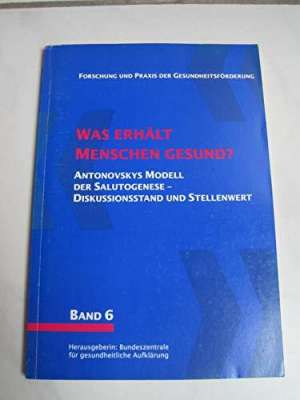 FORSCHUNG UND PRAXIS DER GESUNDHEITSFÖRDERUNG
WAS ERHÄLT
MENSCHEN GESUND?
ANTONOVSKYS MODELL
DER SALUTOGENESE –
DISKUSSIONSSTAND UND STELLENWERT
BAND 6
Herausgeberin: Bundeszentrale
für gesundheitliche Aufklärung